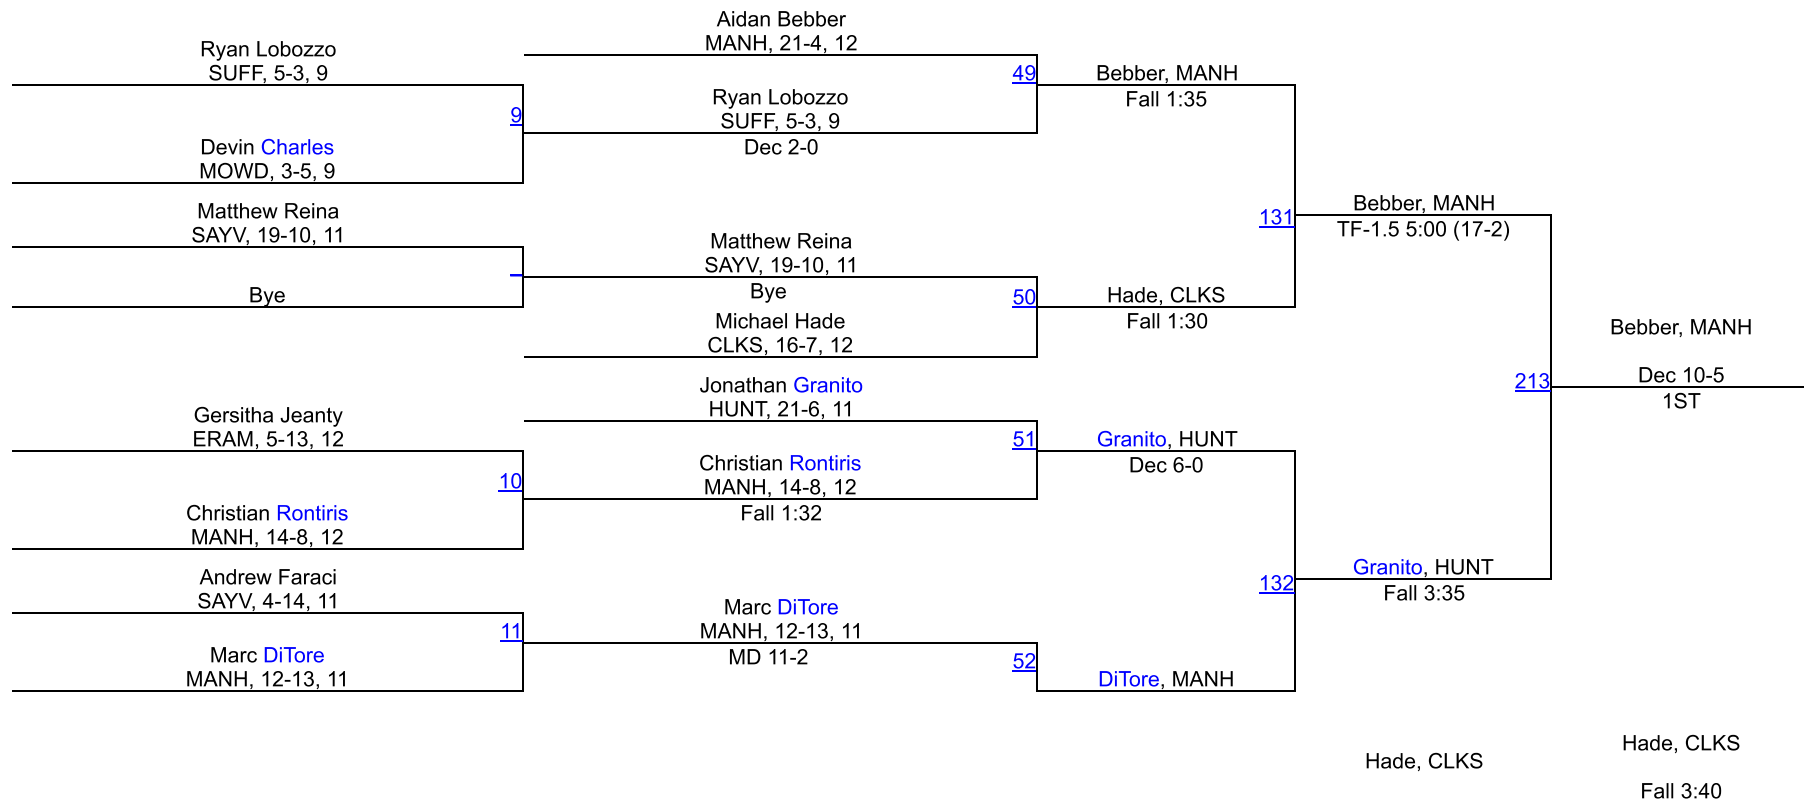 Ryan Lobozzo
SUFF, 5-3, 9
9
Devin Charles
MOWD, 3-5, 9
Matthew Reina
SAYV, 19-10, 11
Bye
Gersitha Jeanty
ERAM, 5-13, 12
10
Christian Rontiris
MANH, 14-8, 12
Andrew Faraci
SAYV, 4-14, 11
11
Marc DiTore
MANH, 12-13, 11
Aidan Bebber
MANH, 21-4, 12
49
Ryan Lobozzo
SUFF, 5-3, 9
Dec 2-0
Matthew Reina
SAYV, 19-10, 11
Bye
50
Michael Hade
CLKS, 16-7, 12
Jonathan Granito
HUNT, 21-6, 11
51
Christian Rontiris
MANH, 14-8, 12
Fall 1:32
Marc DiTore
MANH, 12-13, 11
MD 11-2
52
Bebber, MANH
Fall 1:35
131
Hade, CLKS
Fall 1:30
Granito, HUNT
Dec 6-0
132
DiTore, MANH
Bebber, MANH
TF-1.5 5:00 (17-2)
213
Granito, HUNT
Fall 3:35
Bebber, MANH
Dec 10-5
1ST
Hade, CLKS
Hade, CLKS
Fall 3:40